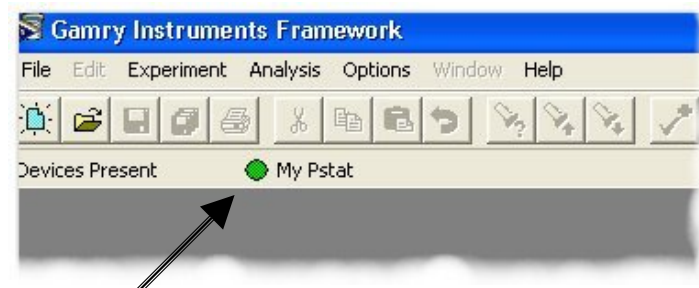 Gamry Instruments Framework
File Edit Experiment Analysis Options Window Help
Devices Present My Pstat